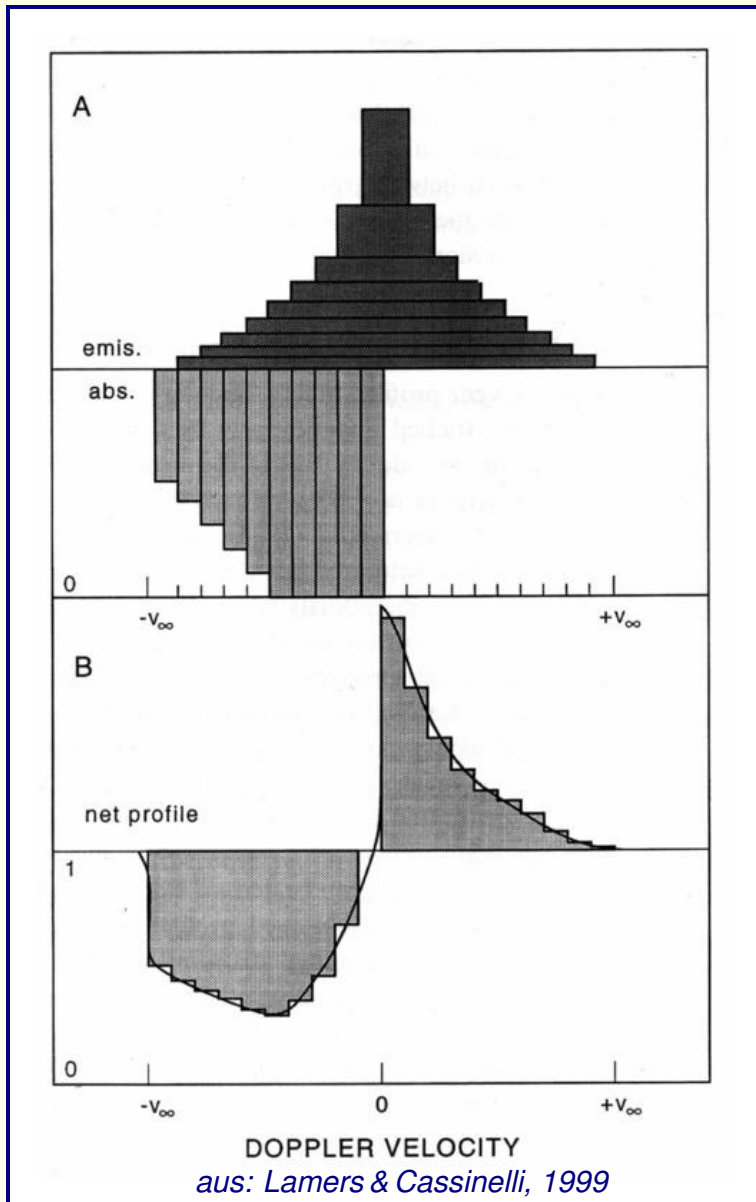 A
emis.
abs.
0
-v∞ +v∞
B
net profile
1
0
-v∞ 0 +v∞
DOPPLER VELOCITY
aus: Lamers & Cassinelli, 1999